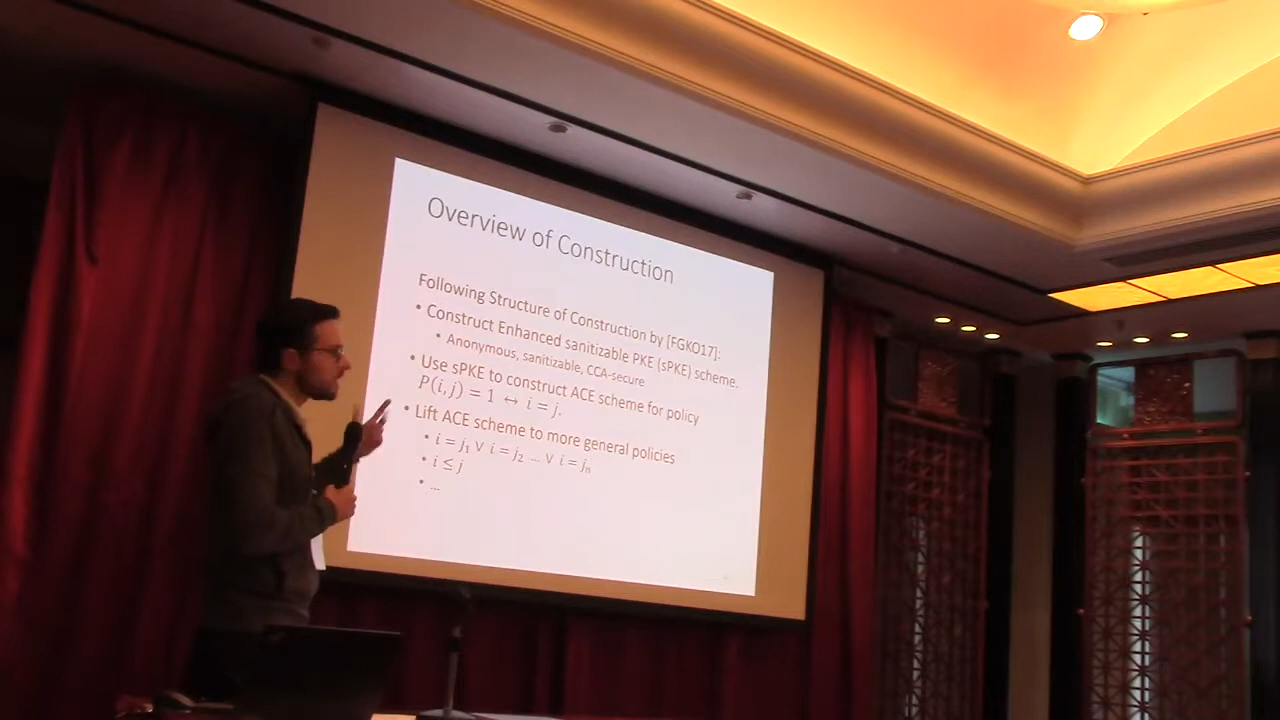 Overview of Construction
Following Structure of Construction by [FGKO17]:
• Construct Enhanced sanitizable PKE (sPKE) scheme.
• Anonymous, sanitizable, CCA-secure
• Use sPKE to construct ACE scheme for policy
P(i, j) = 1 ↔ i = j.
• Lift ACE scheme to more general policies
• i = j₁ ∨ i = j₂ … ∨ i = jₙ
• i ≤ j
• …